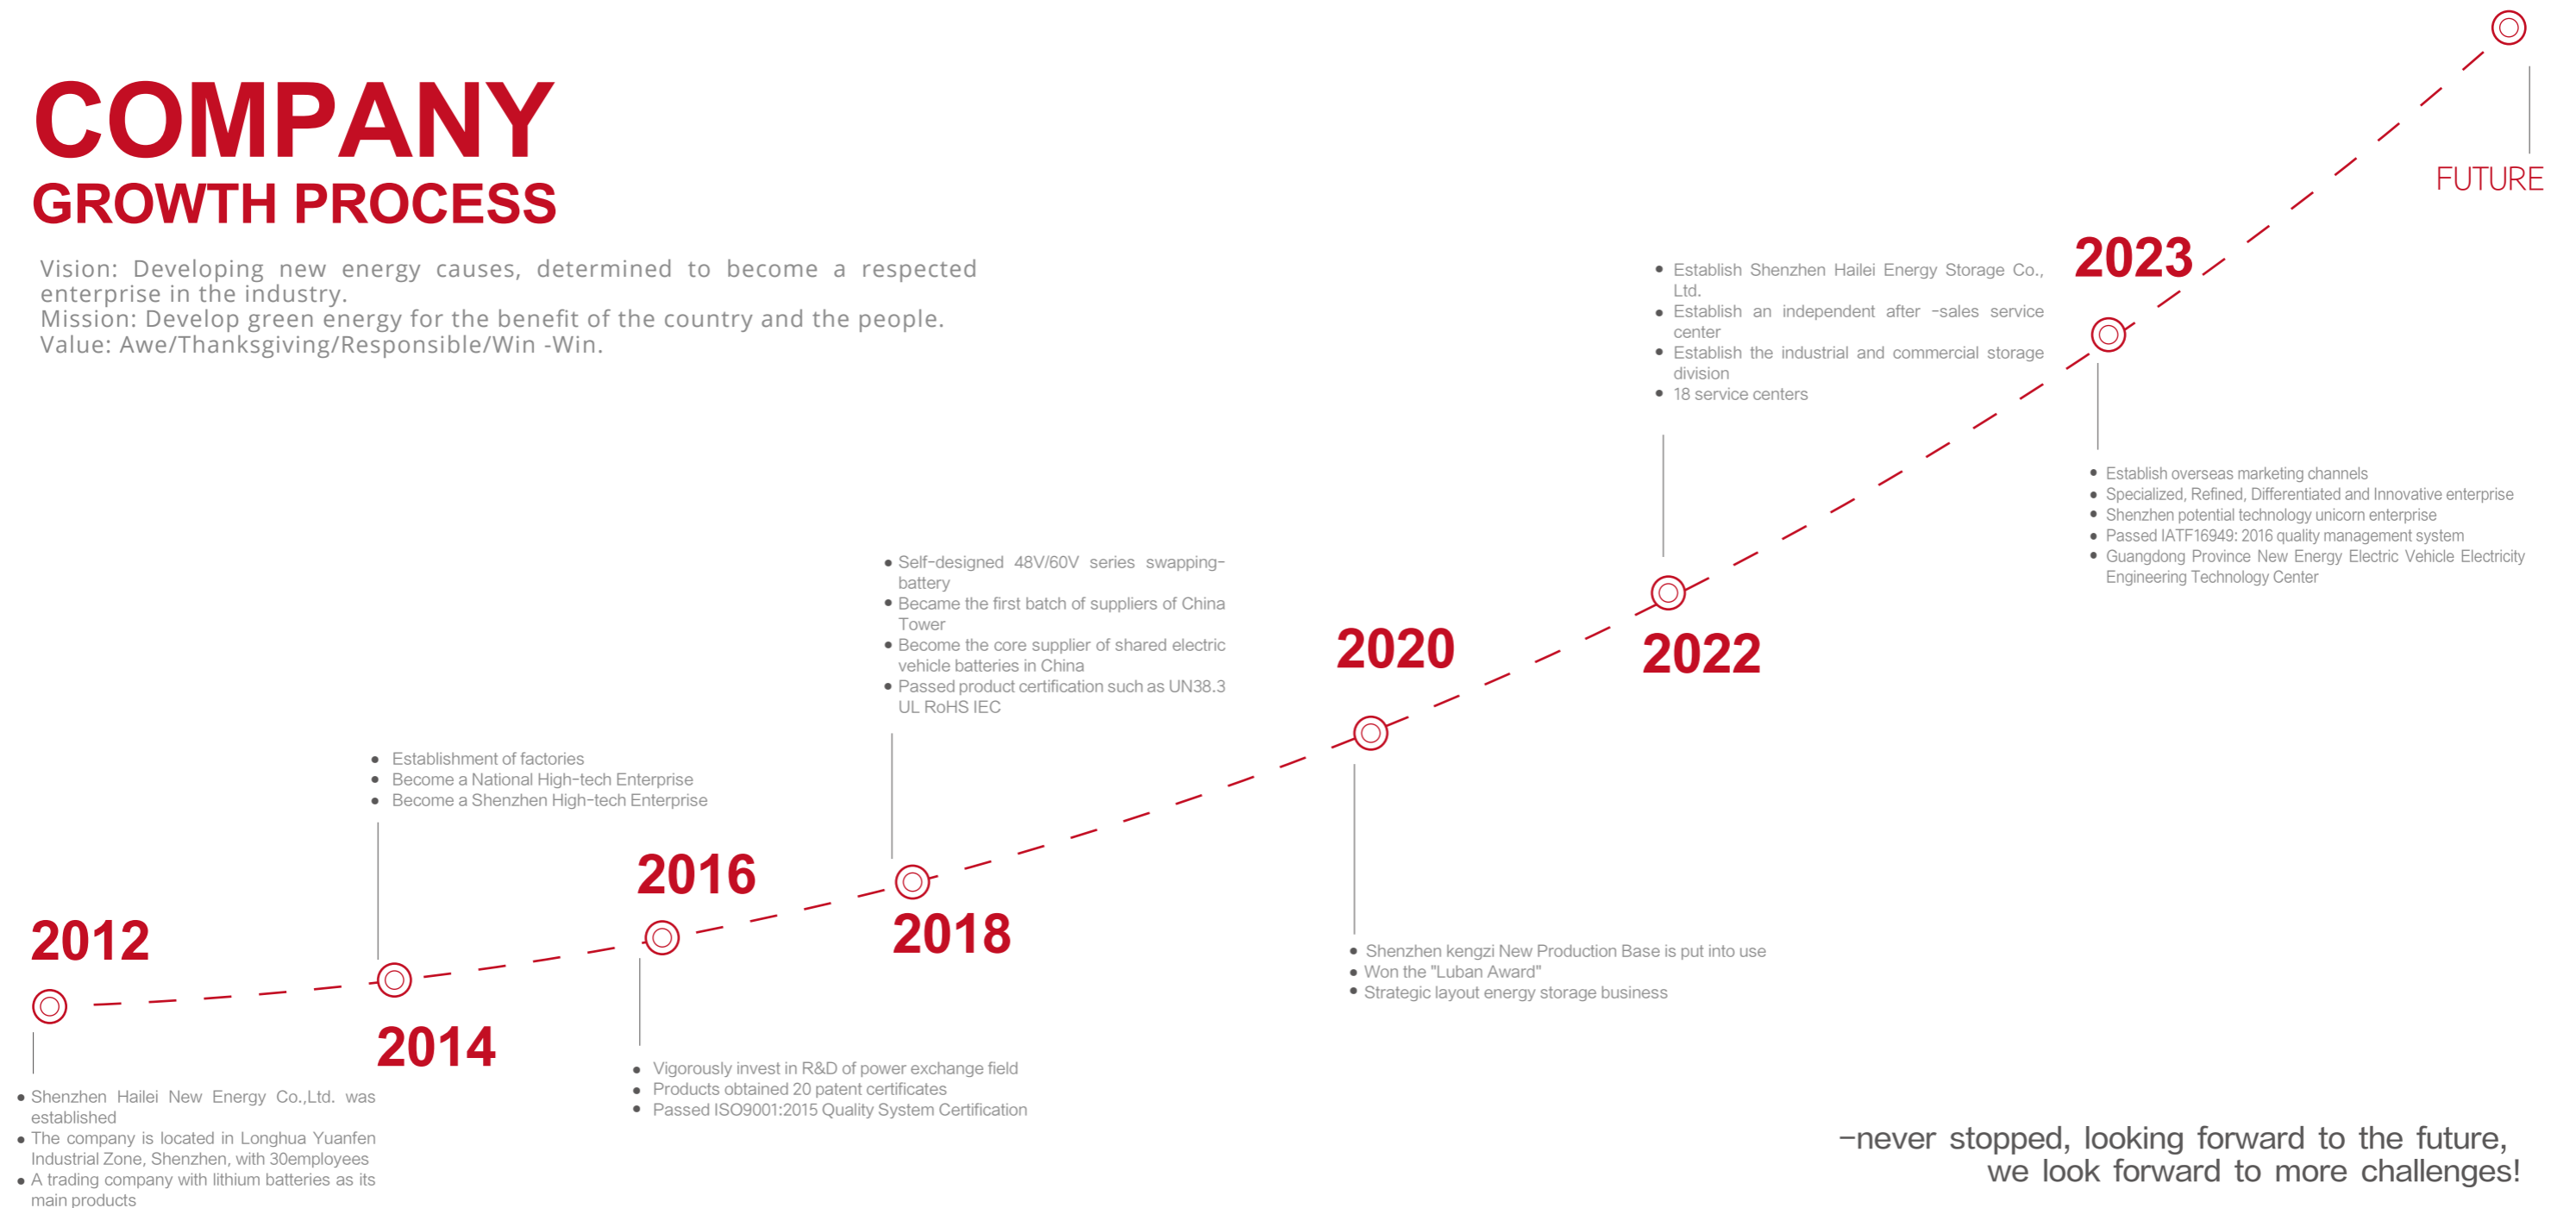 COMPANY
GROWTH PROCESS
Vision: Developing new energy causes, determined to become a respected
enterprise in the industry.
Mission: Develop green energy for the benefit of the country and the people.
Value: Awe/Thanksgiving/Responsible/Win -Win.
2012
• Shenzhen Hailei New Energy Co.,Ltd. was
established
• The company is located in Longhua Yuanfen
Industrial Zone, Shenzhen, with 30employees
• A trading company with lithium batteries as its
main products
• Establishment of factories
• Become a National High-tech Enterprise
• Become a Shenzhen High-tech Enterprise
2014
2016
• Vigorously invest in R&D of power exchange field
• Products obtained 20 patent certificates
• Passed ISO9001:2015 Quality System Certification
• Self-designed 48V/60V series swapping-
battery
• Became the first batch of suppliers of China
Tower
• Become the core supplier of shared electric
vehicle batteries in China
• Passed product certification such as UN38.3
UL RoHS IEC
2018
2020
• Shenzhen kengzi New Production Base is put into use
• Won the "Luban Award"
• Strategic layout energy storage business
• Establish Shenzhen Hailei Energy Storage Co.,
Ltd.
• Establish an independent after -sales service
center
• Establish the industrial and commercial storage
division
• 18 service centers
2022
2023
• Establish overseas marketing channels
• Specialized, Refined, Differentiated and Innovative enterprise
• Shenzhen potential technology unicorn enterprise
• Passed IATF16949: 2016 quality management system
• Guangdong Province New Energy Electric Vehicle Electricity
Engineering Technology Center
FUTURE
-never stopped, looking forward to the future,
we look forward to more challenges!